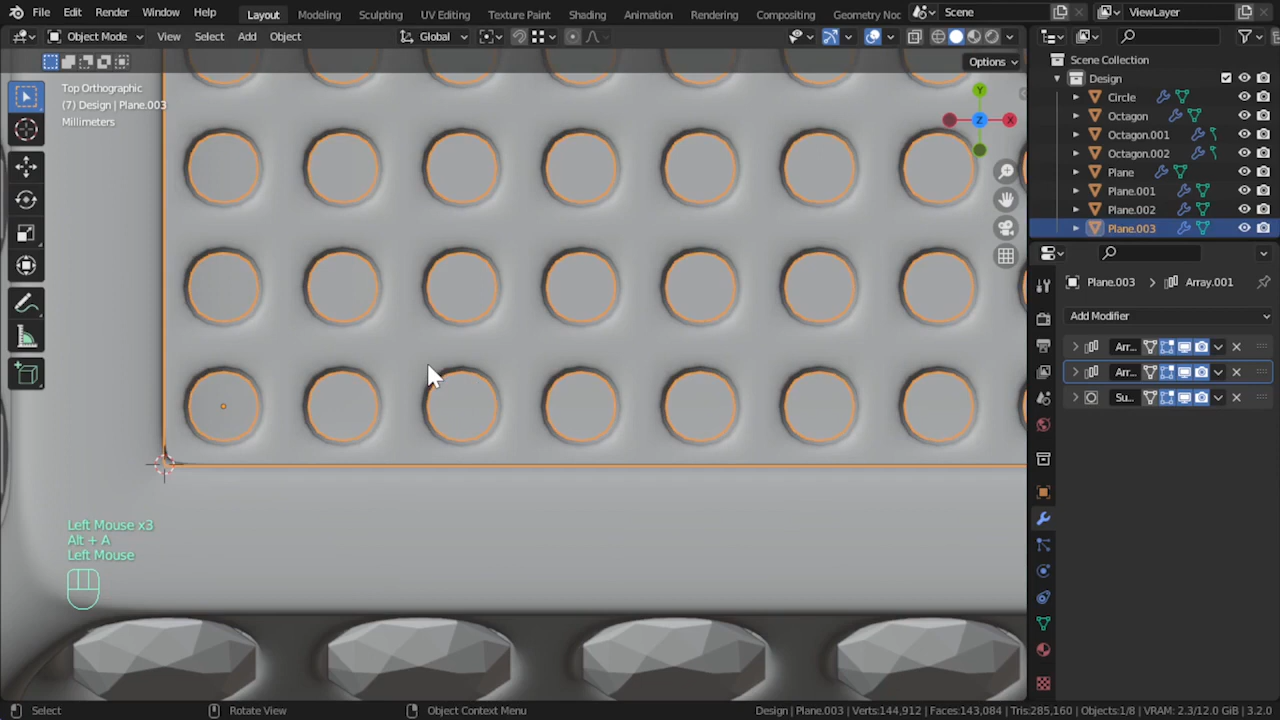 File Edit Render Window Help Layout Modeling Sculpting UV Editing Texture Paint Shading Animation Rendering Compositing Geometry Noc Scene ViewLayer
Object Mode View Select Add Object Global
Options
Top Orthographic
(7) Design | Plane.003
Millimeters
Y
X
Z
Scene Collection
Design
Circle
Octagon
Octagon.001
Octagon.002
Plane
Plane.001
Plane.002
Plane.003
Plane.003 Array.001
Add Modifier
Arr...
Arr...
Su...
Left Mouse x3
Alt + A
Left Mouse
Select Rotate View Object Context Menu Design | Plane.003 | Verts:144,912 | Faces:143,084 | Tris:285,160 | Objects:1/8 | VRAM: 2.3/12.0 GiB | 3.2.0